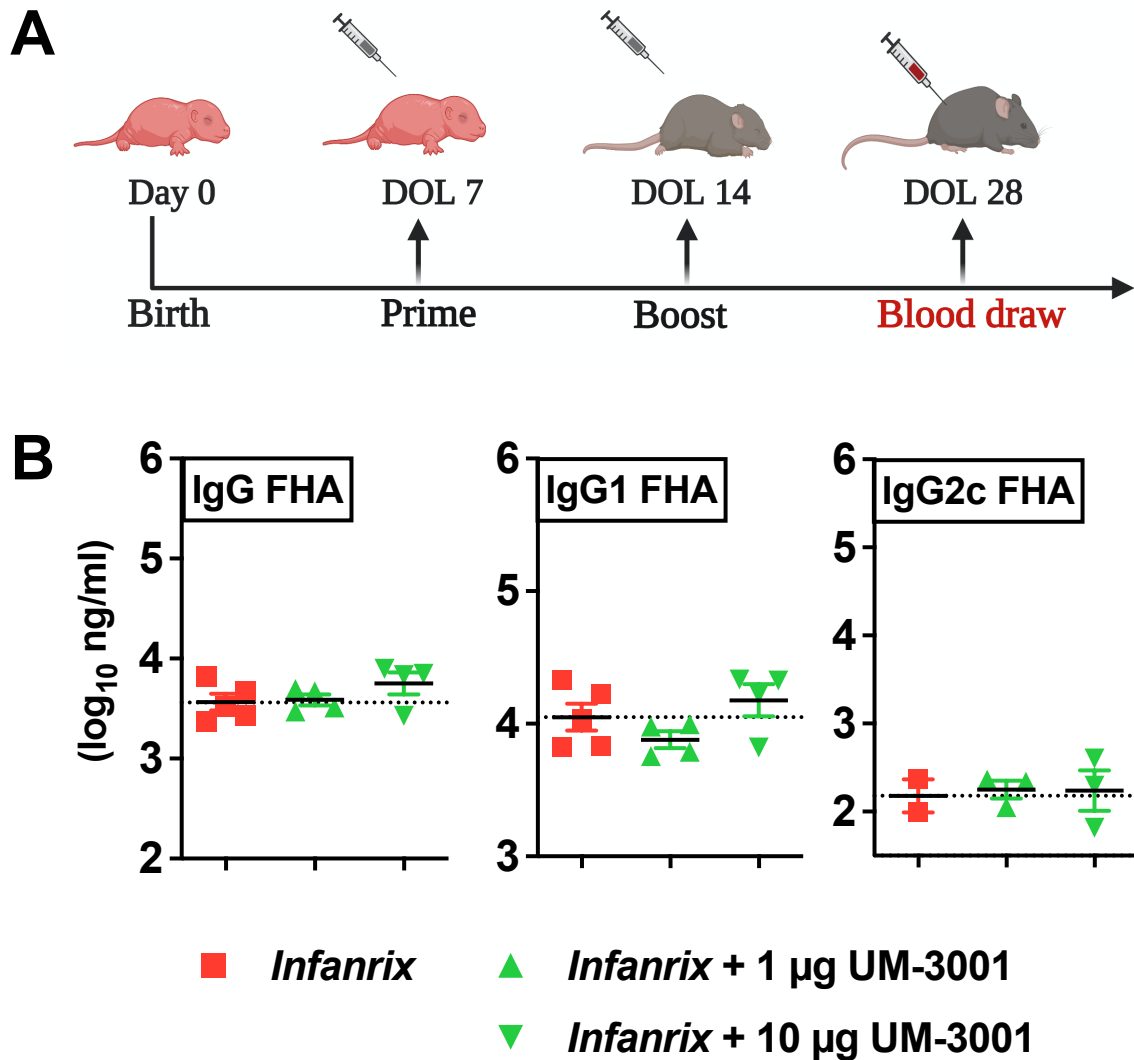 A
Day 0 DOL 7 DOL 14 DOL 28
Birth Prime Boost Blood draw
B
(log10 ng/ml)
IgG FHA
6
5
4
3
2
IgG1 FHA
6
5
4
3
IgG2c FHA
6
5
4
3
2
Infanrix
Infanrix + 1 µg UM-3001
Infanrix + 10 µg UM-3001